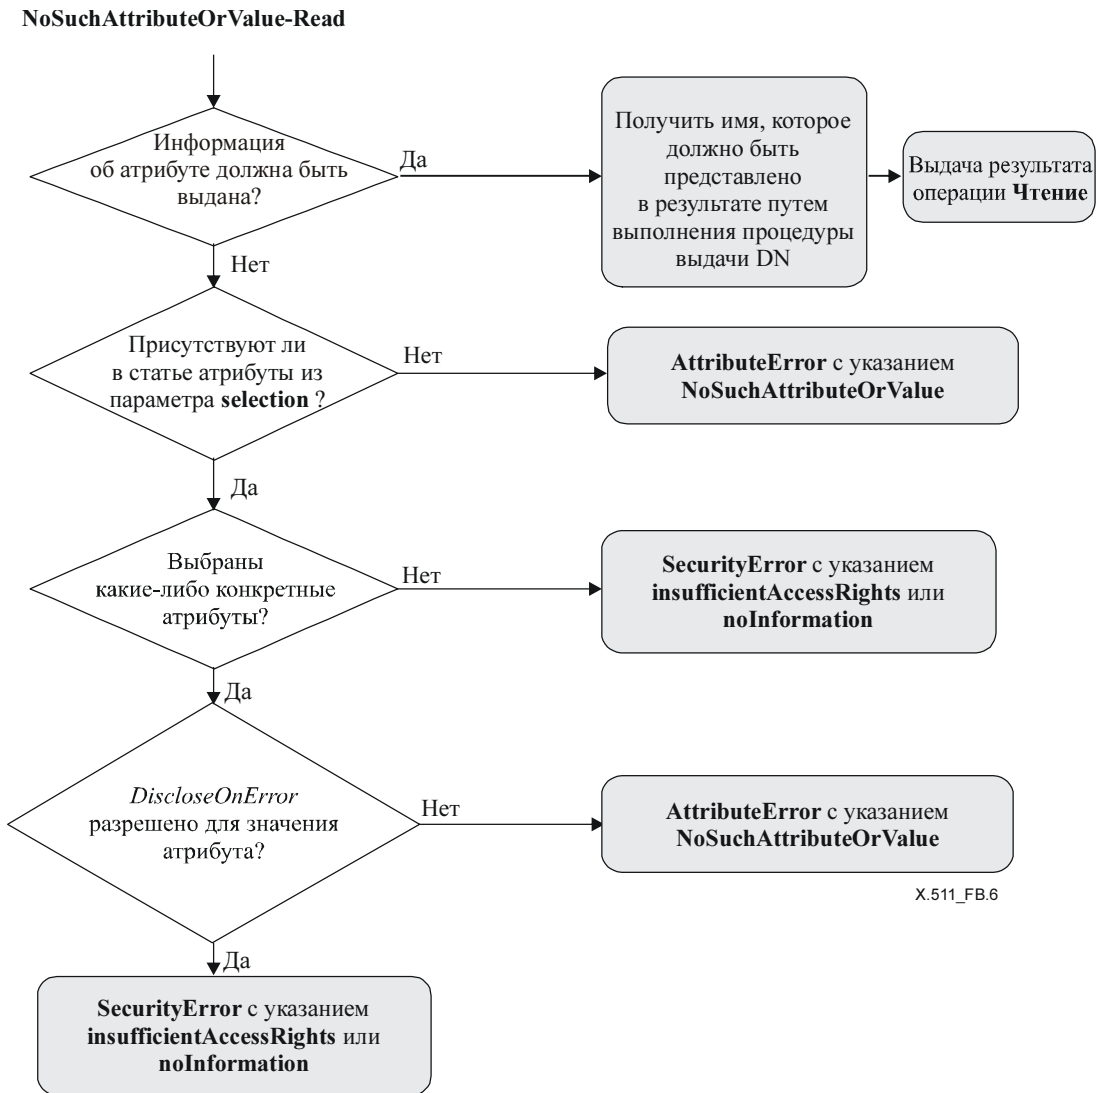 NoSuchAttributeOrValue-Read
Информация
об атрибуте должна быть
выдана?
Да
Получить имя, которое
должно быть
представлено
в результате путем
выполнения процедуры
выдачи DN
Выдача результата
операции Чтение
Нет
Присутствуют ли
в статье атрибуты из
параметра selection ?
Нет
AttributeError с указанием
NoSuchAttributeOrValue
Да
Выбраны
какие-либо конкретные
атрибуты?
Нет
SecurityError с указанием
insufficientAccessRights или
noInformation
Да
DiscloseOnError
разрешено для значения
атрибута?
Нет
AttributeError с указанием
NoSuchAttributeOrValue
X.511_FB.6
Да
SecurityError с указанием
insufficientAccessRights или
noInformation